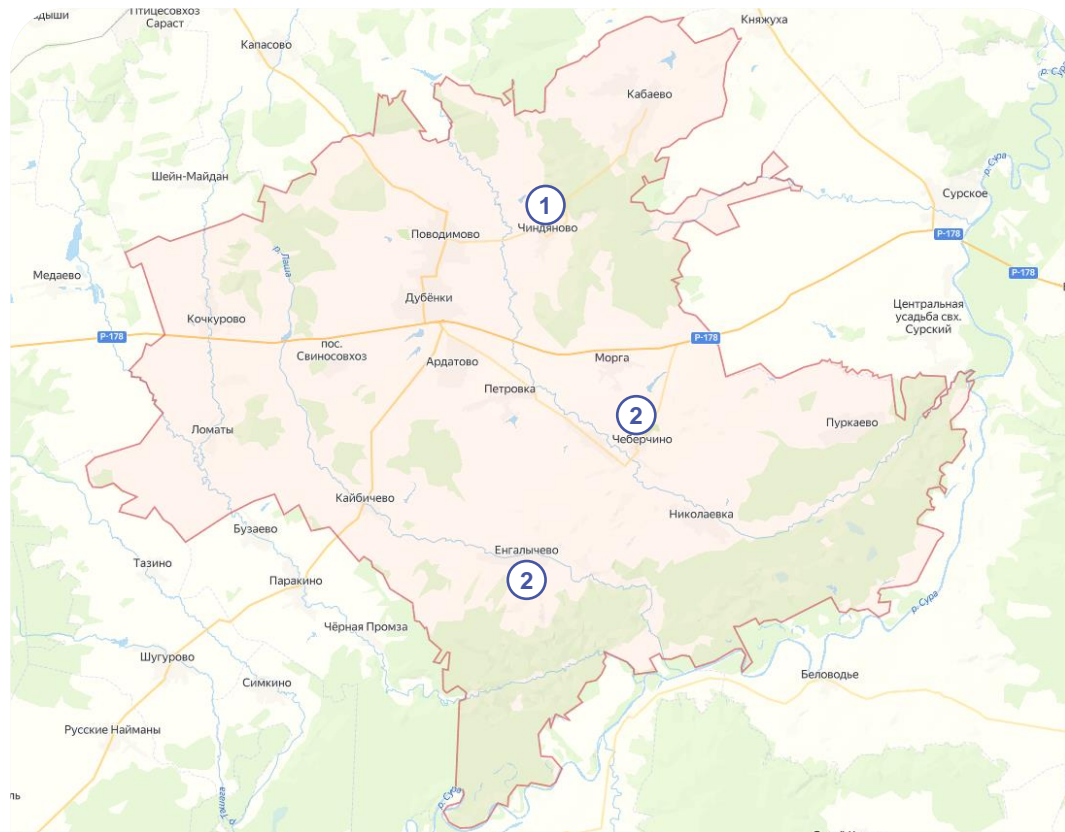 Птицесовхоз
Сараст
Княжуха
Капасово
р. Сура
Кабаево
р. Сура
Шейн-Майдан
Сурское
1
Чиндяново
Поводимово
Р-178
р. Лаша
Медаево
Р-178
Дубёнки
Центральная
усадьба свх.
Сурский
Кочкурово
Р-178
Р-178
пос.
Свиносовхоз
Морга
Ардатово
Петровка
2
Пуркаево
Ломаты
Чеберчино
Кайбичево
Николаевка
Бузаево
Енгалычево
Тазино
Паракино
2
р. Сура
Чёрная Промза
Шугурово
Беловодье
Симкино
Русские Найманы
р. Сура